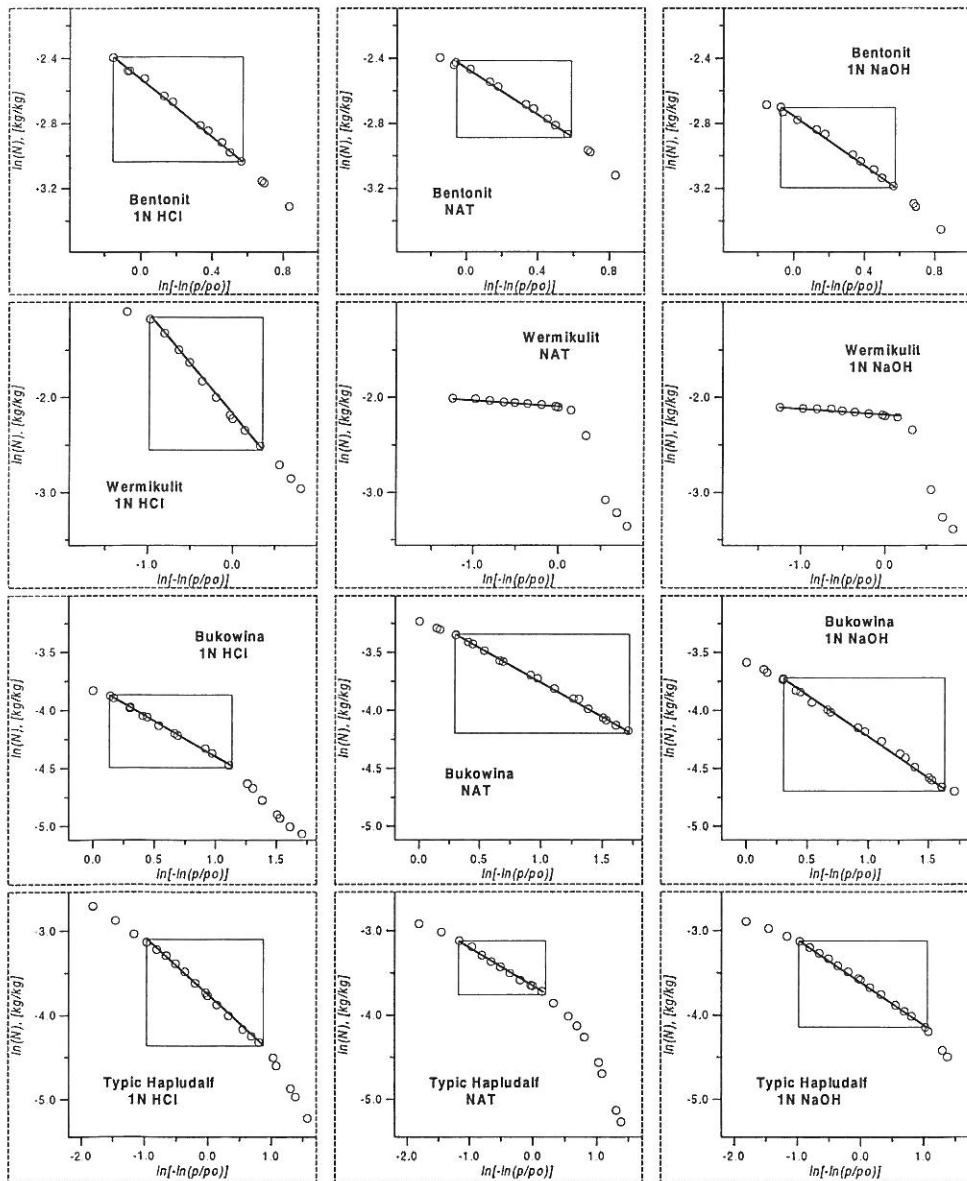 ln(N), [kg/kg]
-2.4
-2.8
-3.2
Bentonit
1N HCl
0.0
0.4
0.8
ln[-ln(p/po)]
ln(N), [kg/kg]
-2.4
-2.8
-3.2
Bentonit
NAT
0.0
0.4
0.8
ln[-ln(p/po)]
ln(N), [kg/kg]
-2.4
-2.8
-3.2
Bentonit
1N NaOH
0.0
0.4
0.8
ln[-ln(p/po)]
ln(N), [kg/kg]
-2.0
-3.0
Wermikulit
1N HCl
-1.0
0.0
ln[-ln(p/po)]
ln(N), [kg/kg]
-2.0
-3.0
Wermikulit
NAT
-1.0
0.0
ln[-ln(p/po)]
ln(N), [kg/kg]
-2.0
-3.0
Wermikulit
1N NaOH
-1.0
0.0
ln[-ln(p/po)]
ln(N), [kg/kg]
-3.5
-4.0
-4.5
-5.0
Bukowina
1N HCl
0.0
0.5
1.0
1.5
ln[-ln(p/po)]
ln(N), [kg/kg]
-3.5
-4.0
-4.5
-5.0
Bukowina
NAT
0.0
0.5
1.0
1.5
ln[-ln(p/po)]
ln(N), [kg/kg]
-3.5
-4.0
-4.5
-5.0
Bukowina
1N NaOH
0.0
0.5
1.0
1.5
ln[-ln(p/po)]
ln(N), [kg/kg]
-3.0
-4.0
-5.0
Typic Hapludalf
1N HCl
-2.0
-1.0
0.0
1.0
ln[-ln(p/po)]
ln(N), [kg/kg]
-3.0
-4.0
-5.0
Typic Hapludalf
NAT
-2.0
-1.0
0.0
1.0
ln[-ln(p/po)]
ln(N), [kg/kg]
-3.0
-4.0
-5.0
Typic Hapludalf
1N NaOH
-2.0
-1.0
0.0
1.0
ln[-ln(p/po)]